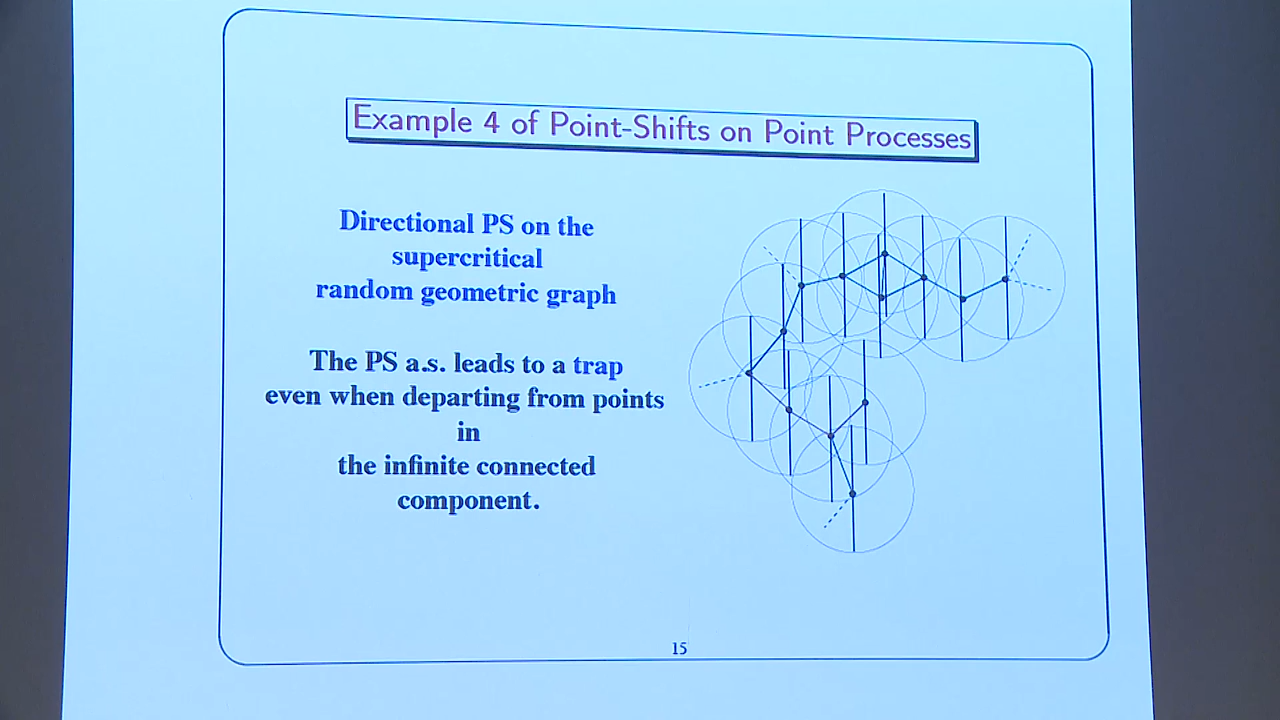 Example 4 of Point-Shifts on Point Processes
Directional PS on the
supercritical
random geometric graph
The PS a.s. leads to a trap
even when departing from points
in
the infinite connected
component.
15